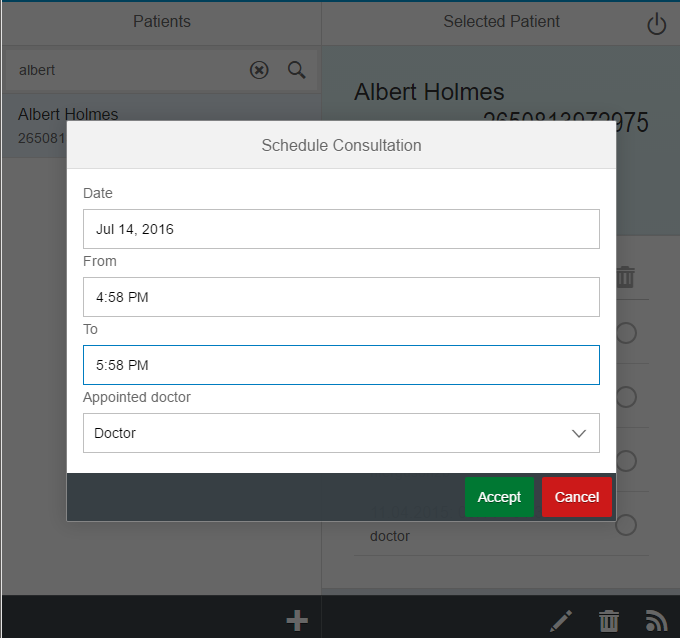 Patients
Selected Patient
albert
Albert Holmes
265081
Albert Holmes
2650813972975
Schedule Consultation
Date
Jul 14, 2016
From
4:58 PM
To
5:58 PM
Appointed doctor
Doctor
Accept
Cancel
doctor